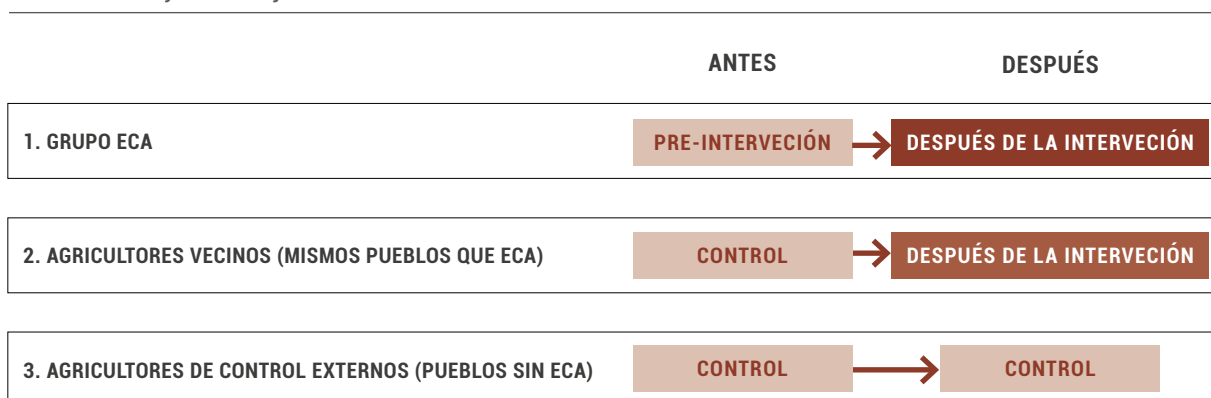 ANTES DESPUÉS
1. GRUPO ECA PRE-INTERVECIÓN DESPUÉS DE LA INTERVECIÓN
2. AGRICULTORES VECINOS (MISMOS PUEBLOS QUE ECA) CONTROL DESPUÉS DE LA INTERVECIÓN
3. AGRICULTORES DE CONTROL EXTERNOS (PUEBLOS SIN ECA) CONTROL CONTROL